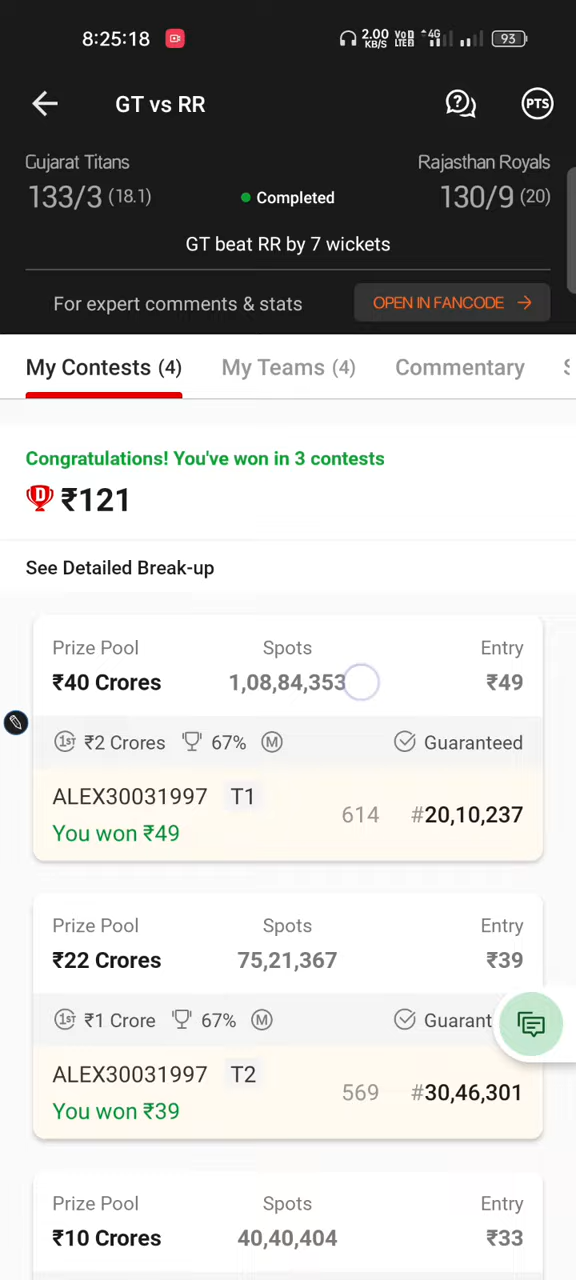 8:25:18 2.00 KB/S VoD LTE 4G 93
GT vs RR PTS
Gujarat Titans Rajasthan Royals
133/3 (18.1) Completed 130/9 (20)
GT beat RR by 7 wickets
For expert comments & stats OPEN IN FANCODE
My Contests (4) My Teams (4) Commentary S
Congratulations! You've won in 3 contests
D ₹121
See Detailed Break-up
Prize Pool Spots Entry
₹40 Crores 1,08,84,353 ₹49
1ST ₹2 Crores 67% M Guaranteed
ALEX30031997 T1
614 #20,10,237
You won ₹49
Prize Pool Spots Entry
₹22 Crores 75,21,367 ₹39
1ST ₹1 Crore 67% M Guarant
ALEX30031997 T2
569 #30,46,301
You won ₹39
Prize Pool Spots Entry
₹10 Crores 40,40,404 ₹33